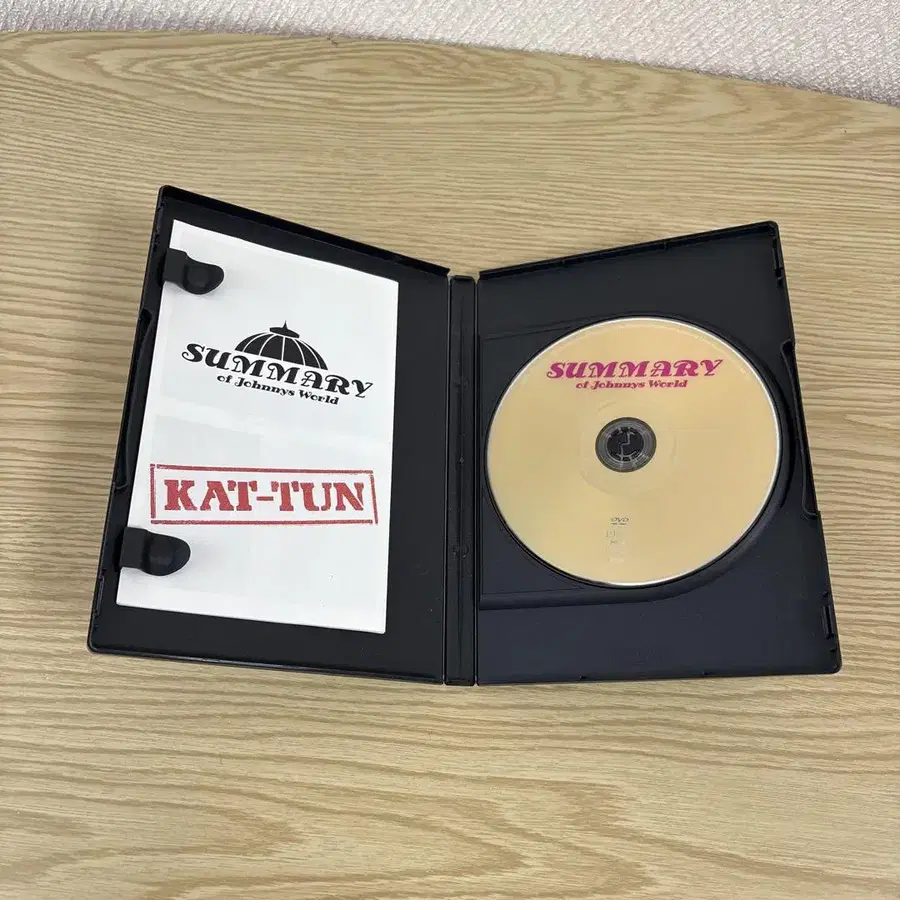 SUMMARY
of Johnnys World
KAT-TUN
SUMMARY
of Johnnys World
DVD